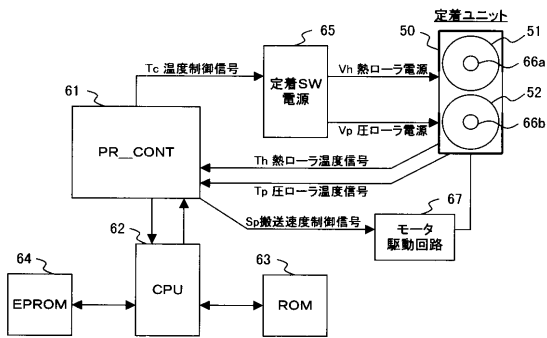 定着ユニット
65
50
51
Tc 温度制御信号
Vh 熱ローラ電源
66a
61
定着SW
電源
52
PR__CONT
Vp 圧ローラ電源
66b
Th 熱ローラ温度信号
Tp 圧ローラ温度信号
67
Sp搬送速度制御信号
62
モータ
駆動回路
64
63
CPU
EPROM
ROM